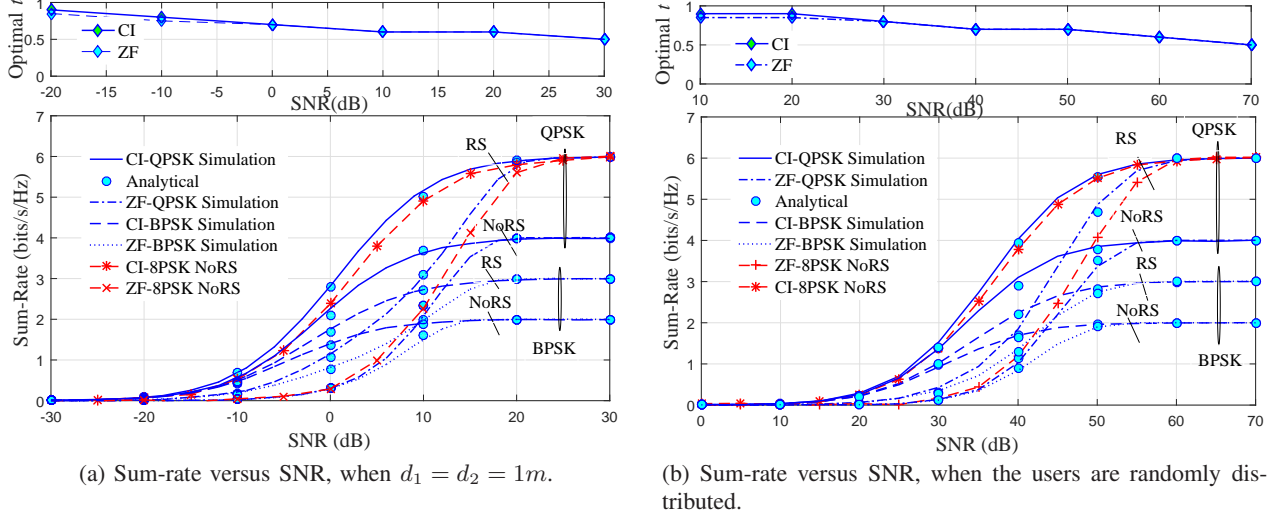 Optimal t
1
0.5
0
CI
ZF
-20 -15 -10 -5 0 5 10 15 20 25 30
SNR(dB)
7
6
5
4
3
2
1
0
Sum-Rate (bits/s/Hz)
CI-QPSK Simulation
Analytical
ZF-QPSK Simulation
CI-BPSK Simulation
ZF-BPSK Simulation
CI-8PSK NoRS
ZF-8PSK NoRS
RS
QPSK
NoRS
RS
NoRS
BPSK
-30 -20 -10 0 10 20 30
SNR (dB)
(a) Sum-rate versus SNR, when d1 = d2 = 1m.
Optimal t
1
0.5
0
CI
ZF
10 20 30 40 50 60 70
SNR(dB)
7
6
5
4
3
2
1
0
Sum-Rate (bits/s/Hz)
CI-QPSK Simulation
ZF-QPSK Simulation
Analytical
CI-BPSK Simulation
ZF-BPSK Simulation
ZF-8PSK NoRS
CI-8PSK NoRS
RS
QPSK
NoRS
RS
NoRS
BPSK
0 10 20 30 40 50 60 70
SNR (dB)
(b) Sum-rate versus SNR, when the users are randomly dis-
tributed.